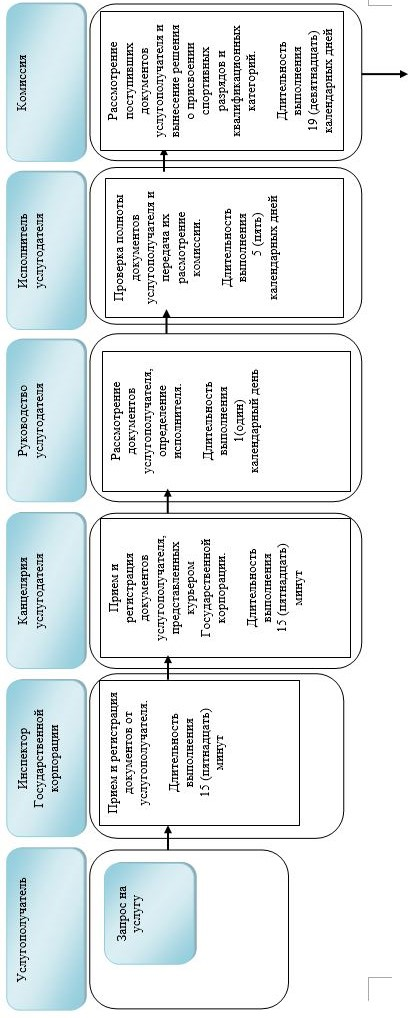 Услугополучатель
Инспектор
Государственной
корпорации
Канцелярия
услугодателя
Руководство
услугодателя
Исполнитель
услугодателя
Комиссия
Запрос на
услугу
Прием и регистрация
документов от
услугополучателя.
Длительность
выполнения
15 (пятнадцать)
минут
Прием и
регистрация
документов
услугополучателя,
представленных
курьером
Государственной
корпорации.
Длительность
выполнения
15 (пятнадцать)
минут
Рассмотрение
документов
услугополучателя,
определение
исполнителя.
Длительность
выполнения
1(один)
календарный день
Проверка полноты
документов
услугополучателя и
передача их
расмотрение
комиссии.
Длительность
выполнения
5 (пять)
календарных дней
Рассмотрение
поступивших
документов
услугополучателя и
вынесение решения
о присвоении
спортивных
разрядов и
квалификационных
категорий.
Длительность
выполнения
19 (девятнадцать)
календарных дней